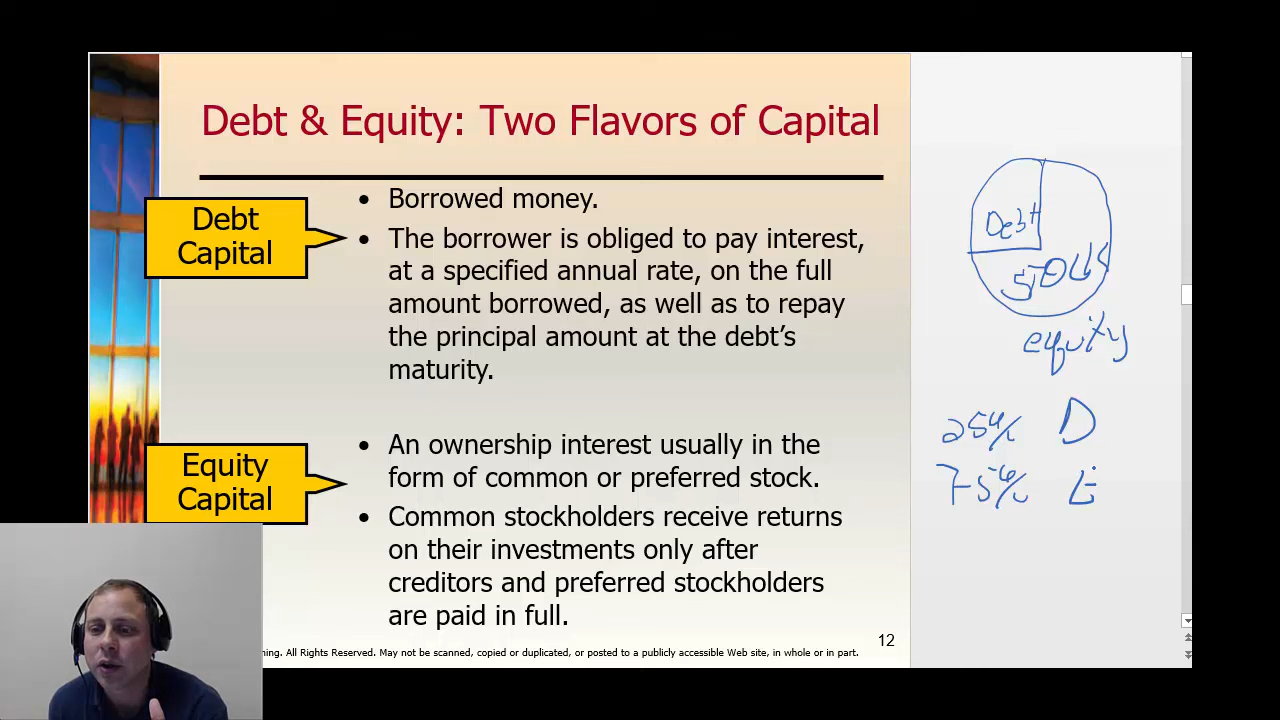 Debt & Equity: Two Flavors of Capital
Debt
Capital
• Borrowed money.
• The borrower is obliged to pay interest,
at a specified annual rate, on the full
amount borrowed, as well as to repay
the principal amount at the debt’s
maturity.
Equity
Capital
• An ownership interest usually in the
form of common or preferred stock.
• Common stockholders receive returns
on their investments only after
creditors and preferred stockholders
are paid in full.
12
All Rights Reserved. May not be scanned, copied or duplicated, or posted to a publicly accessible Web site, in whole or in part.
Debt
equity
25% D
75% E